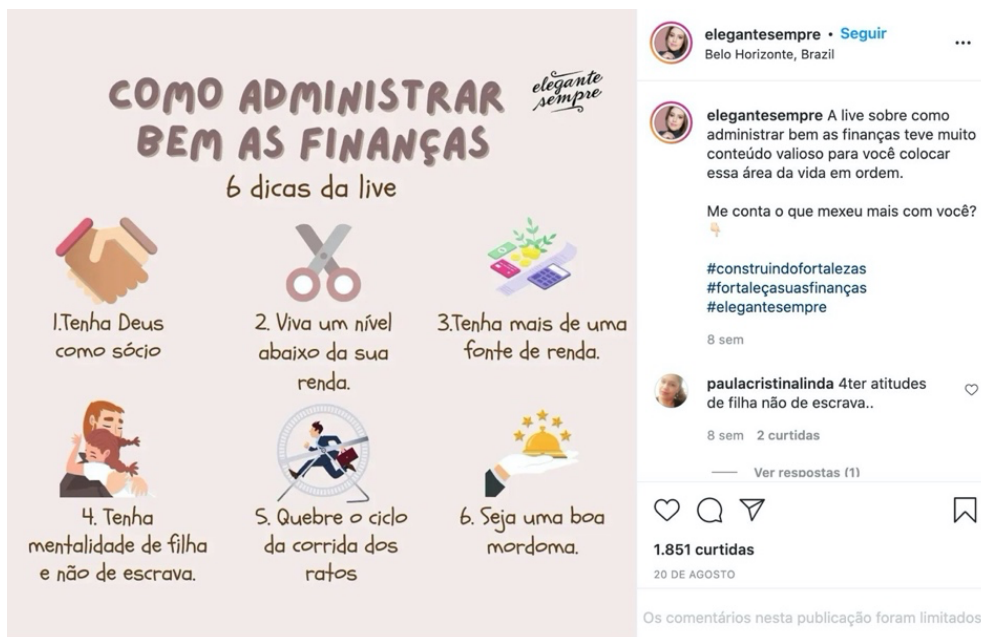 COMO ADMINISTRAR
BEM AS FINANÇAS
elegante
sempre
6 dicas da live
1.Tenha Deus
como sócio
2. Viva um nível
abaixo da sua
renda.
3.Tenha mais de uma
fonte de renda.
4. Tenha
mentalidade de filha
e não de escrava.
5. Quebre o ciclo
da corrida dos
ratos
6. Seja uma boa
mordoma.
elegantesempre • Seguir
Belo Horizonte, Brazil
elegantesempre A live sobre como
administrar bem as finanças teve muito
conteúdo valioso para você colocar
essa área da vida em ordem.
Me conta o que mexeu mais com você?
👇🏻
#construindofortalezas
#fortaleçasuasfinanças
#elegantesempre
8 sem
paulacristinalinda 4ter atitudes
de filha não de escrava..
8 sem 2 curtidas
Ver respostas (1)
1.851 curtidas
20 DE AGOSTO
Os comentários nesta publicação foram limitados